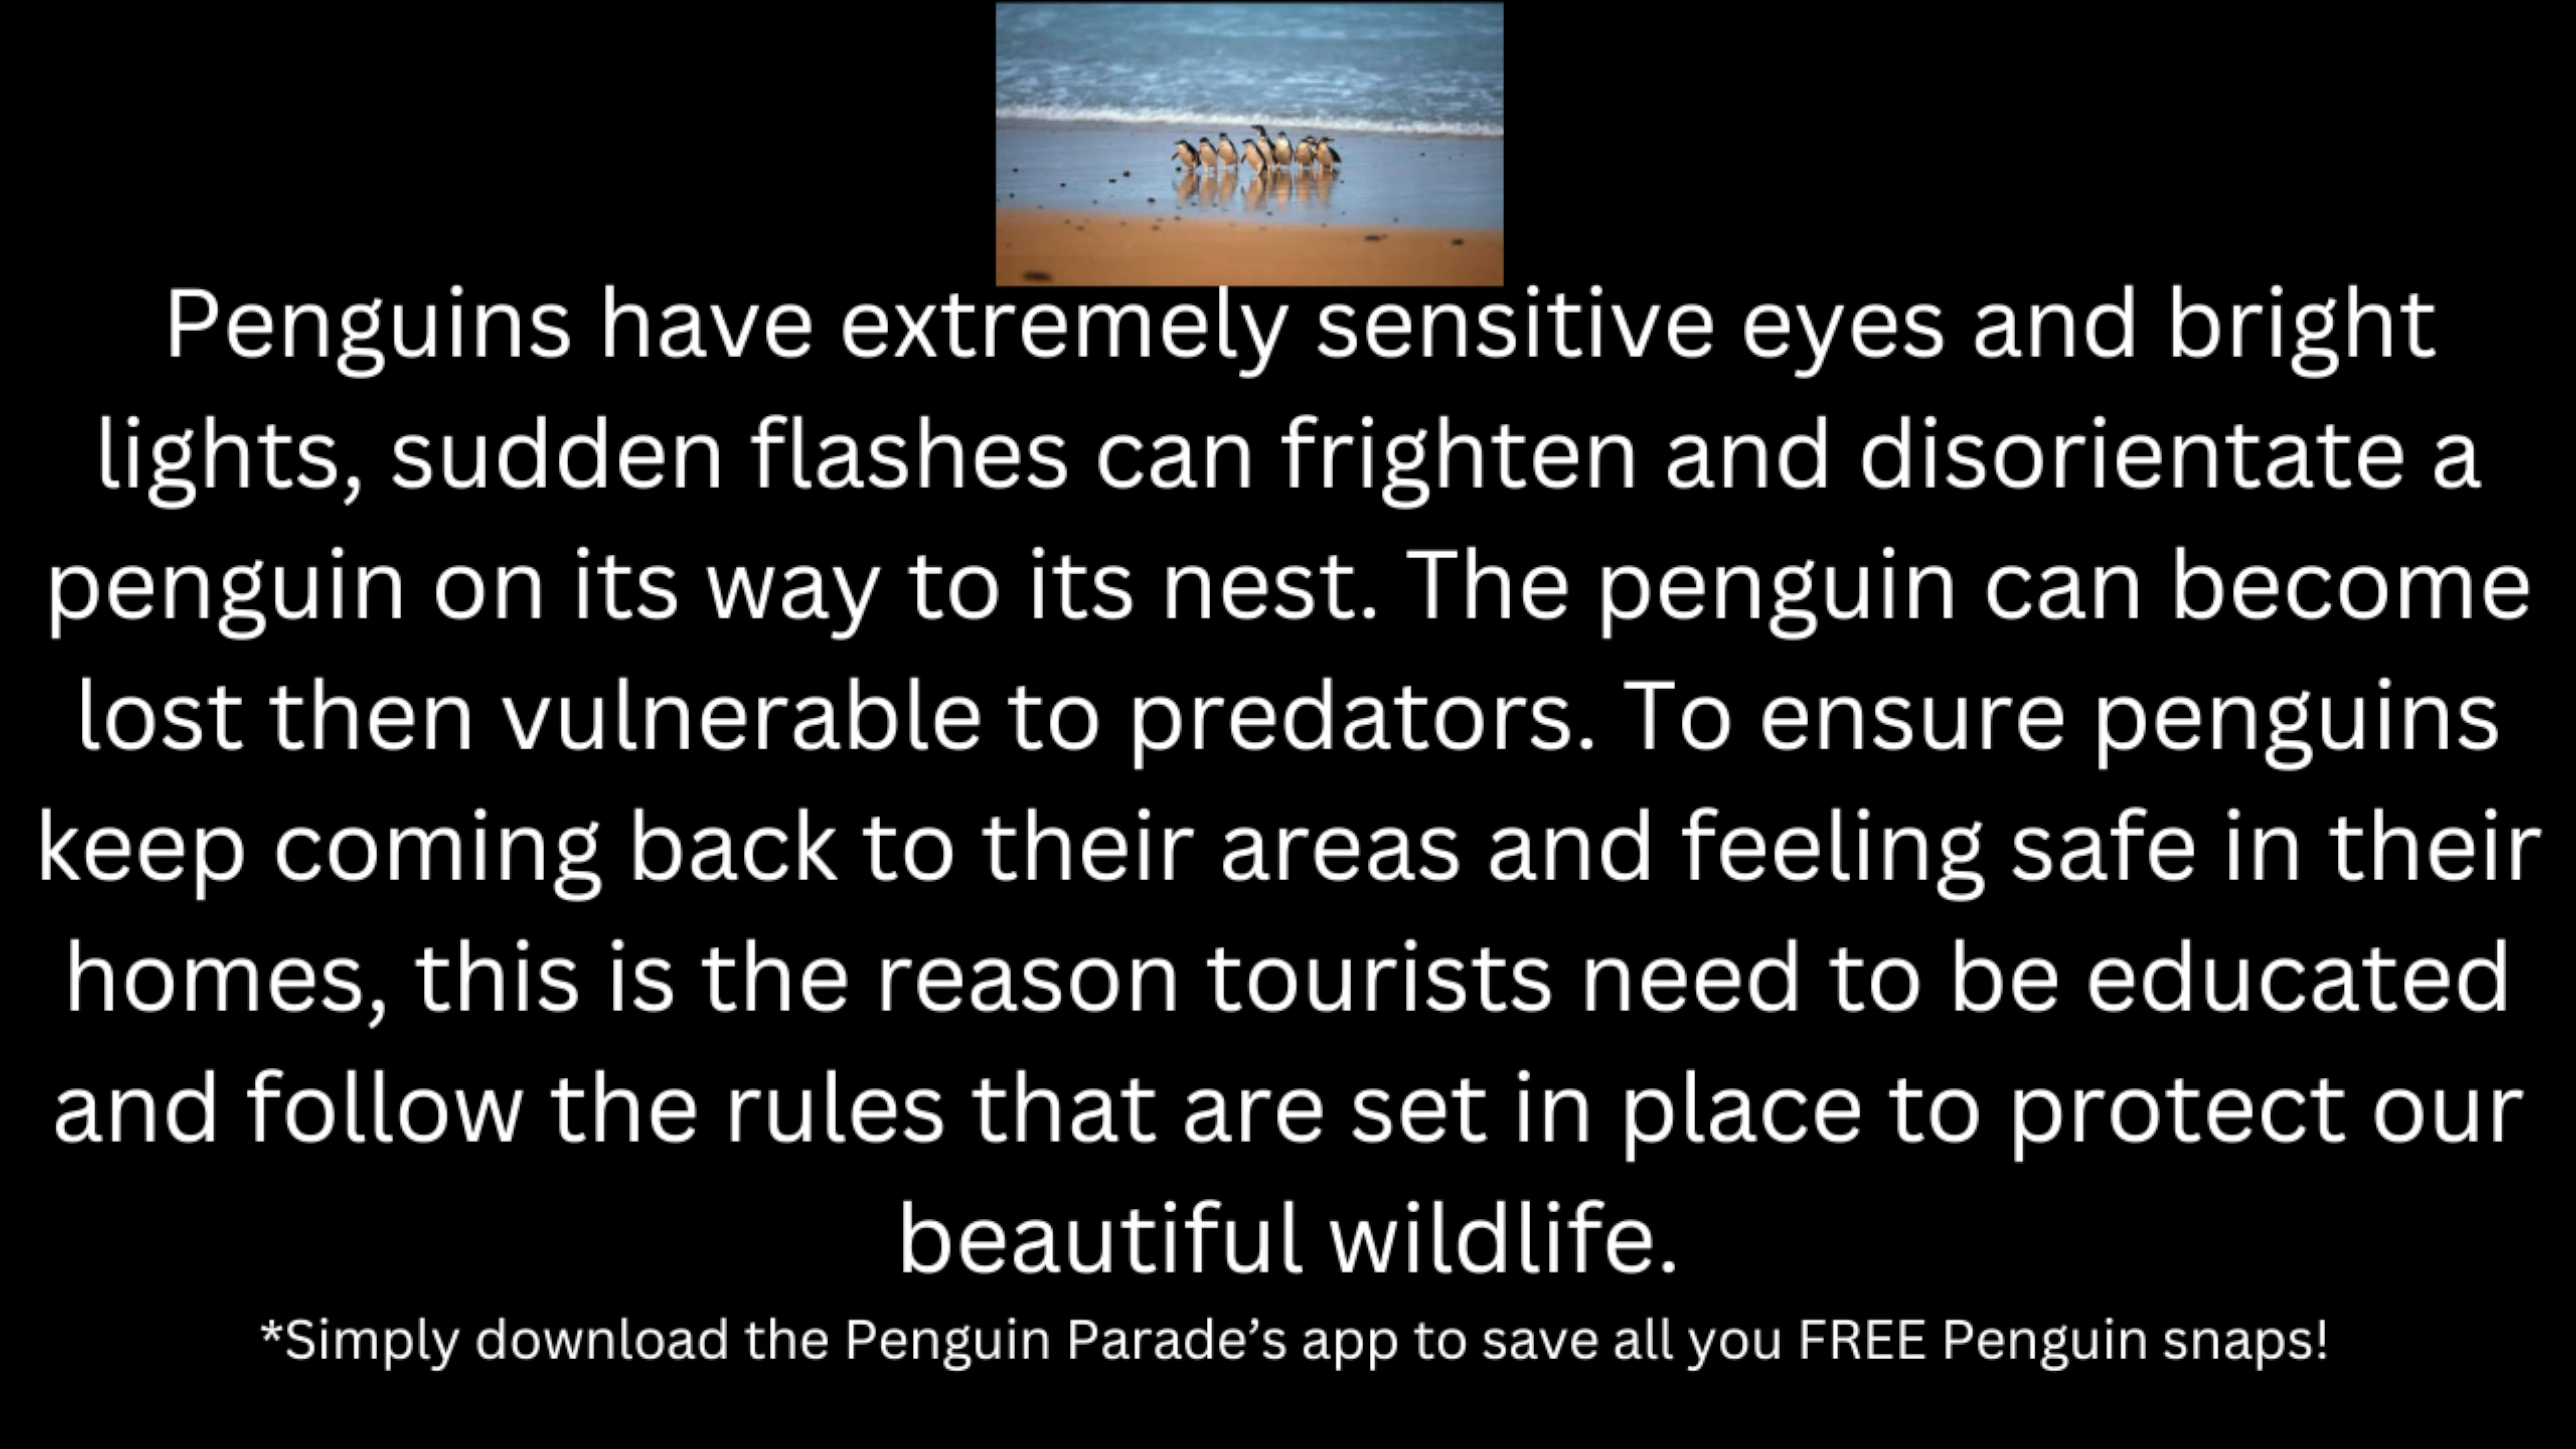 Penguins have extremely sensitive eyes and bright
lights, sudden flashes can frighten and disorientate a
penguin on its way to its nest. The penguin can become
lost then vulnerable to predators. To ensure penguins
keep coming back to their areas and feeling safe in their
homes, this is the reason tourists need to be educated
and follow the rules that are set in place to protect our
beautiful wildlife.
*Simply download the Penguin Parade’s app to save all you FREE Penguin snaps!